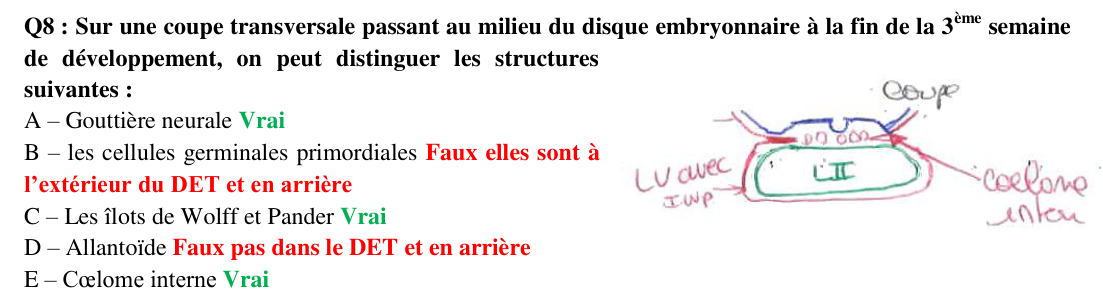 Q8 : Sur une coupe transversale passant au milieu du disque embryonnaire à la fin de la 3ème semaine
de développement, on peut distinguer les structures
suivantes :
A – Gouttière neurale Vrai
B – les cellules germinales primordiales Faux elles sont à
l'extérieur du DET et en arrière
C – Les îlots de Wolff et Pander Vrai
D – Allantoïde Faux pas dans le DET et en arrière
E – Cœlome interne Vrai
Coupe
LII
LV avec
IWP
Coelome